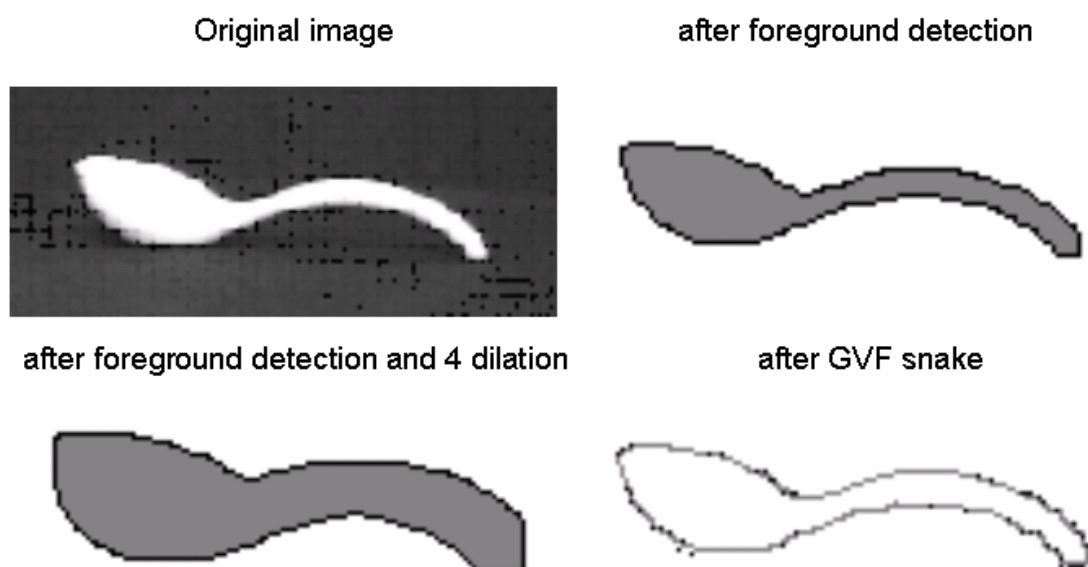 Original image
after foreground detection
after foreground detection and 4 dilation
after GVF snake